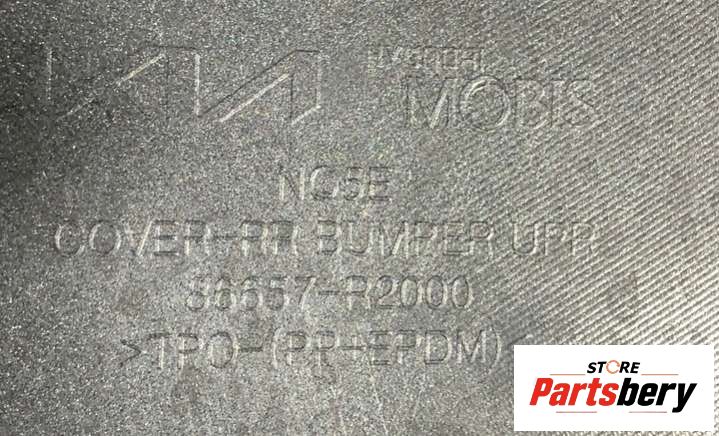 KIA
HYUNDAI
MOBIS
NQ5E
COVER-RR BUMPER UPR
86657-R2000
>TPO-(PP+EPDM)
STORE
Partsbery